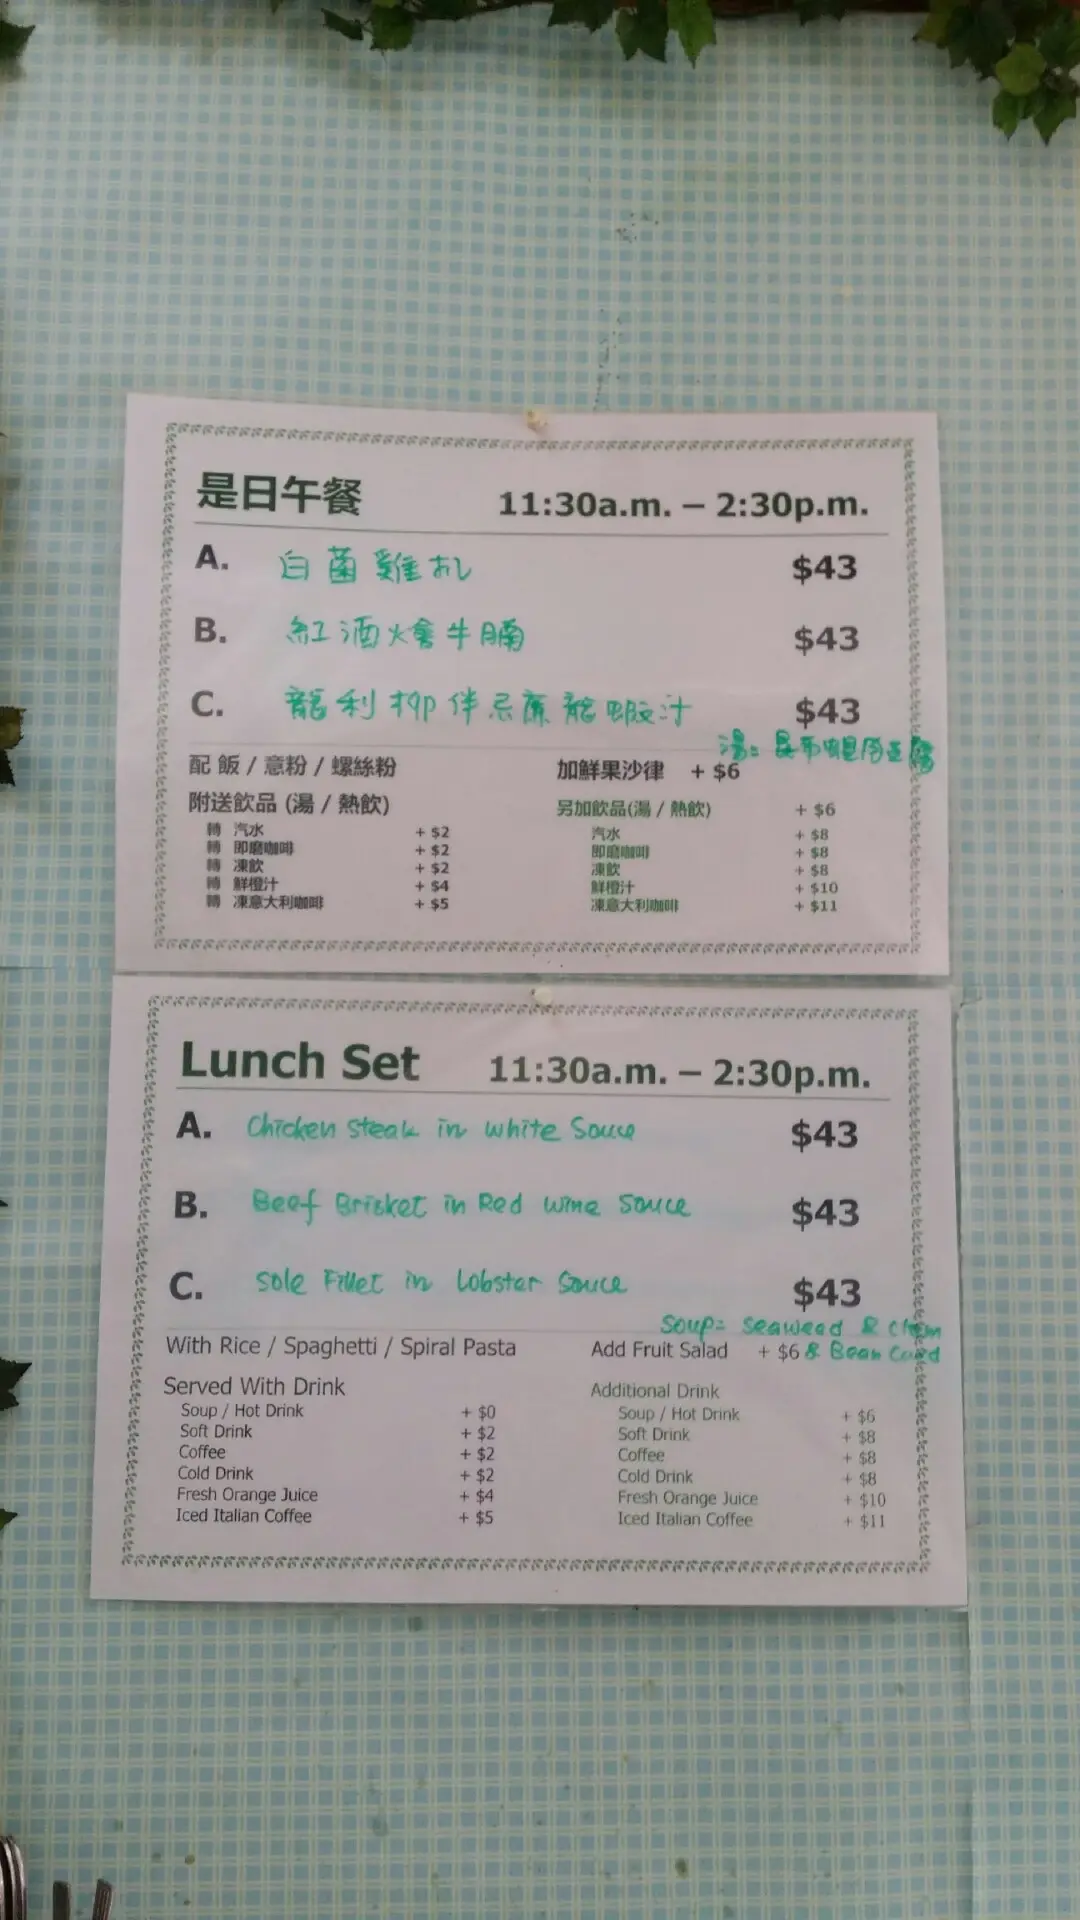 是日午餐 11:30a.m. – 2:30p.m.
A. 白菌雞扒 $43
B. 紅酒燴牛腩 $43
C. 龍利柳伴忌廉龍蝦汁 $43
湯= 昆布蜆肉豆腐
配 飯 / 意粉 / 螺絲粉 加鮮果沙律 + $6
附送飲品 (湯 / 熱飲) 另加飲品(湯 / 熱飲) + $6
轉 汽水 + $2 汽水 + $8
轉 即磨咖啡 + $2 即磨咖啡 + $8
轉 凍飲 + $2 凍飲 + $8
轉 鮮橙汁 + $4 鮮橙汁 + $10
轉 凍意大利咖啡 + $5 凍意大利咖啡 + $11
Lunch Set 11:30a.m. – 2:30p.m.
A. Chicken Steak in White Sauce $43
B. Beef Brisket in Red Wine Sauce $43
C. Sole Fillet in Lobster Sauce $43
Soup= Seaweed & Clam
With Rice / Spaghetti / Spiral Pasta Add Fruit Salad + $6 & Bean Curd
Served With Drink Additional Drink
Soup / Hot Drink + $0 Soup / Hot Drink + $6
Soft Drink + $2 Soft Drink + $8
Coffee + $2 Coffee + $8
Cold Drink + $2 Cold Drink + $8
Fresh Orange Juice + $4 Fresh Orange Juice + $10
Iced Italian Coffee + $5 Iced Italian Coffee + $11